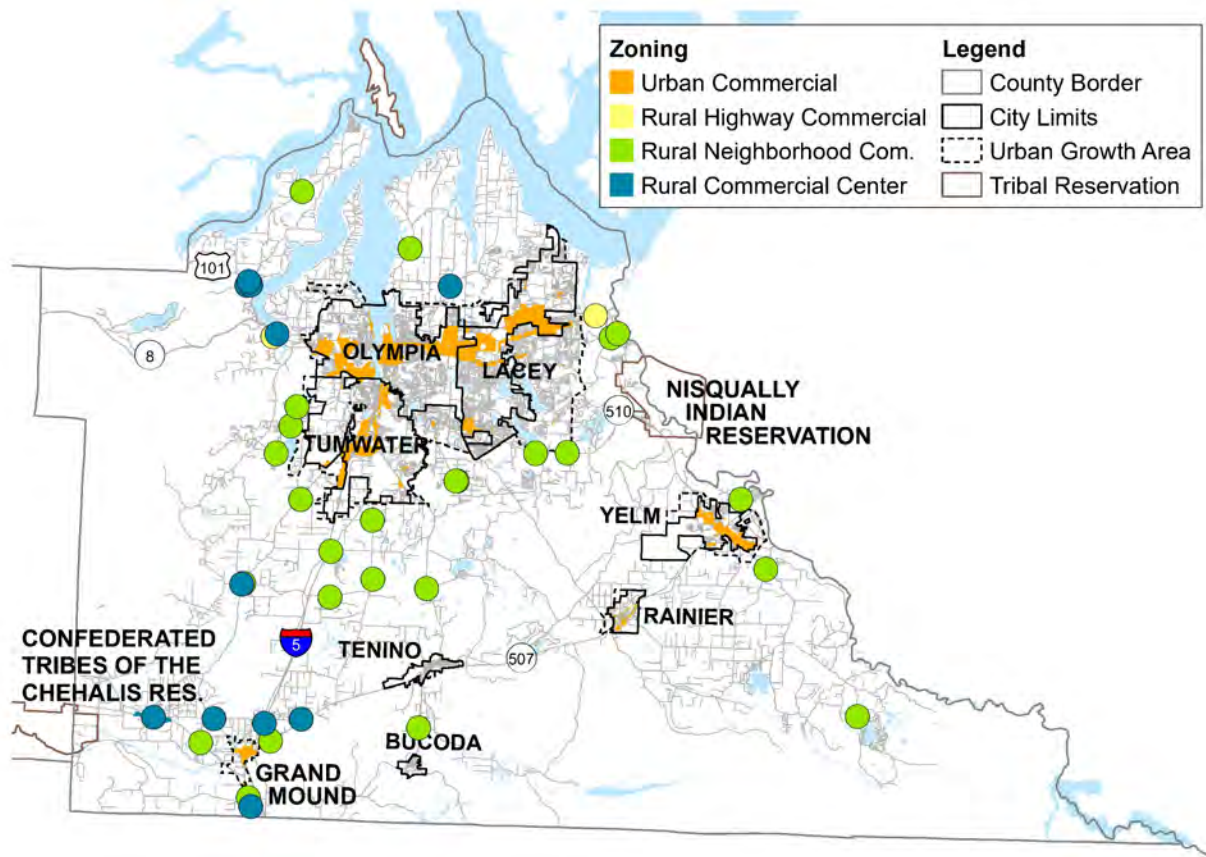 Zoning
Urban Commercial
Rural Highway Commercial
Rural Neighborhood Com.
Rural Commercial Center
Legend
County Border
City Limits
Urban Growth Area
Tribal Reservation
101
8
OLYMPIA
LACEY
TUMWATER
510
NISQUALLY
INDIAN
RESERVATION
YELM
RAINIER
5
TENINO
507
CONFEDERATED
TRIBES OF THE
CHEHALIS RES.
BUCODA
GRAND
MOUND